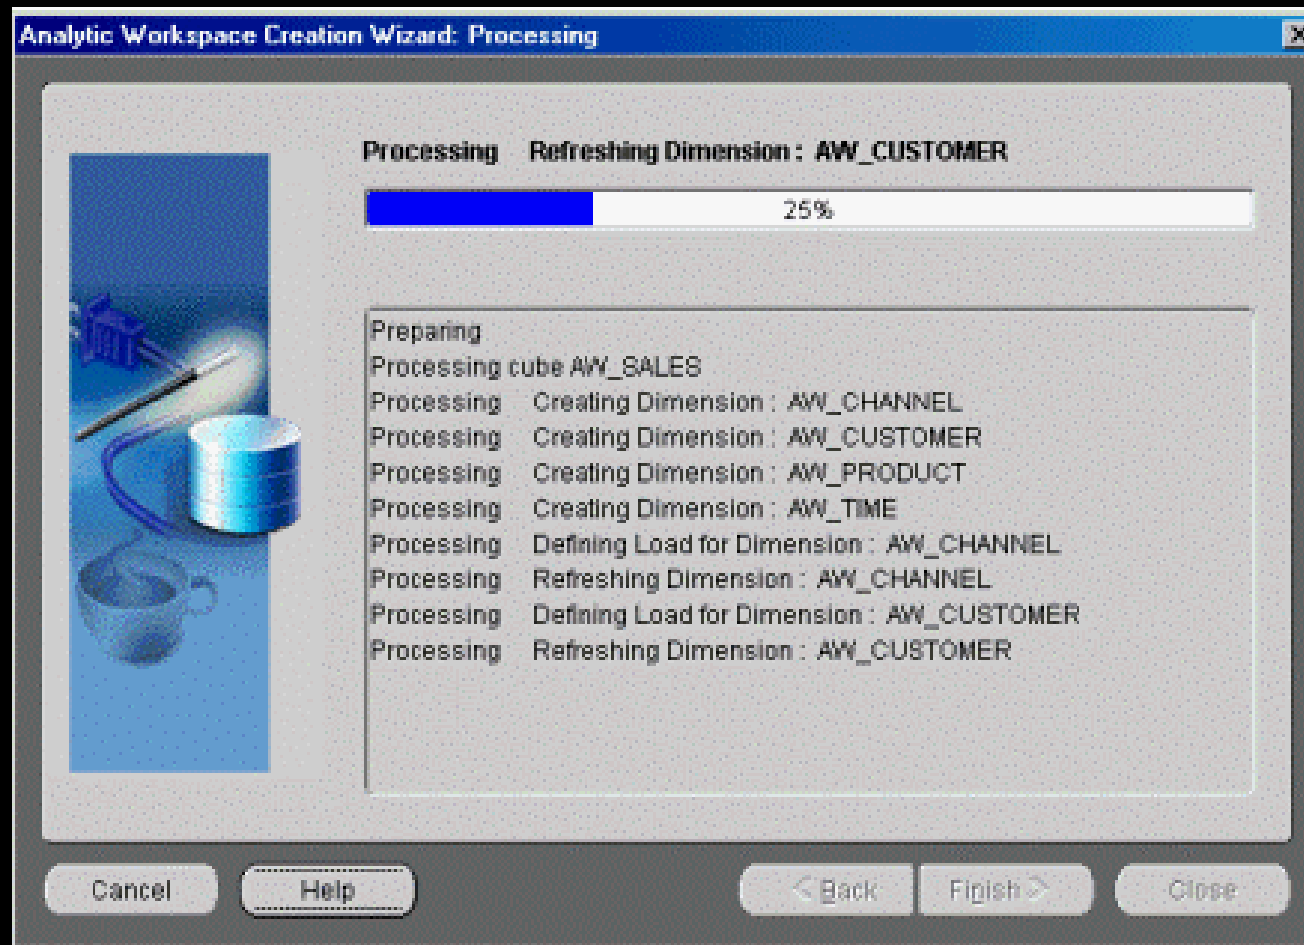 Analytic Workspace Creation Wizard: Processing
Processing Refreshing Dimension : AW_CUSTOMER
25%
Preparing
Processing cube AW_SALES
Processing Creating Dimension : AW_CHANNEL
Processing Creating Dimension : AW_CUSTOMER
Processing Creating Dimension : AW_PRODUCT
Processing Creating Dimension : AW_TIME
Processing Defining Load for Dimension : AW_CHANNEL
Processing Refreshing Dimension : AW_CHANNEL
Processing Defining Load for Dimension : AW_CUSTOMER
Processing Refreshing Dimension : AW_CUSTOMER
Cancel Help < Back Finish > Close